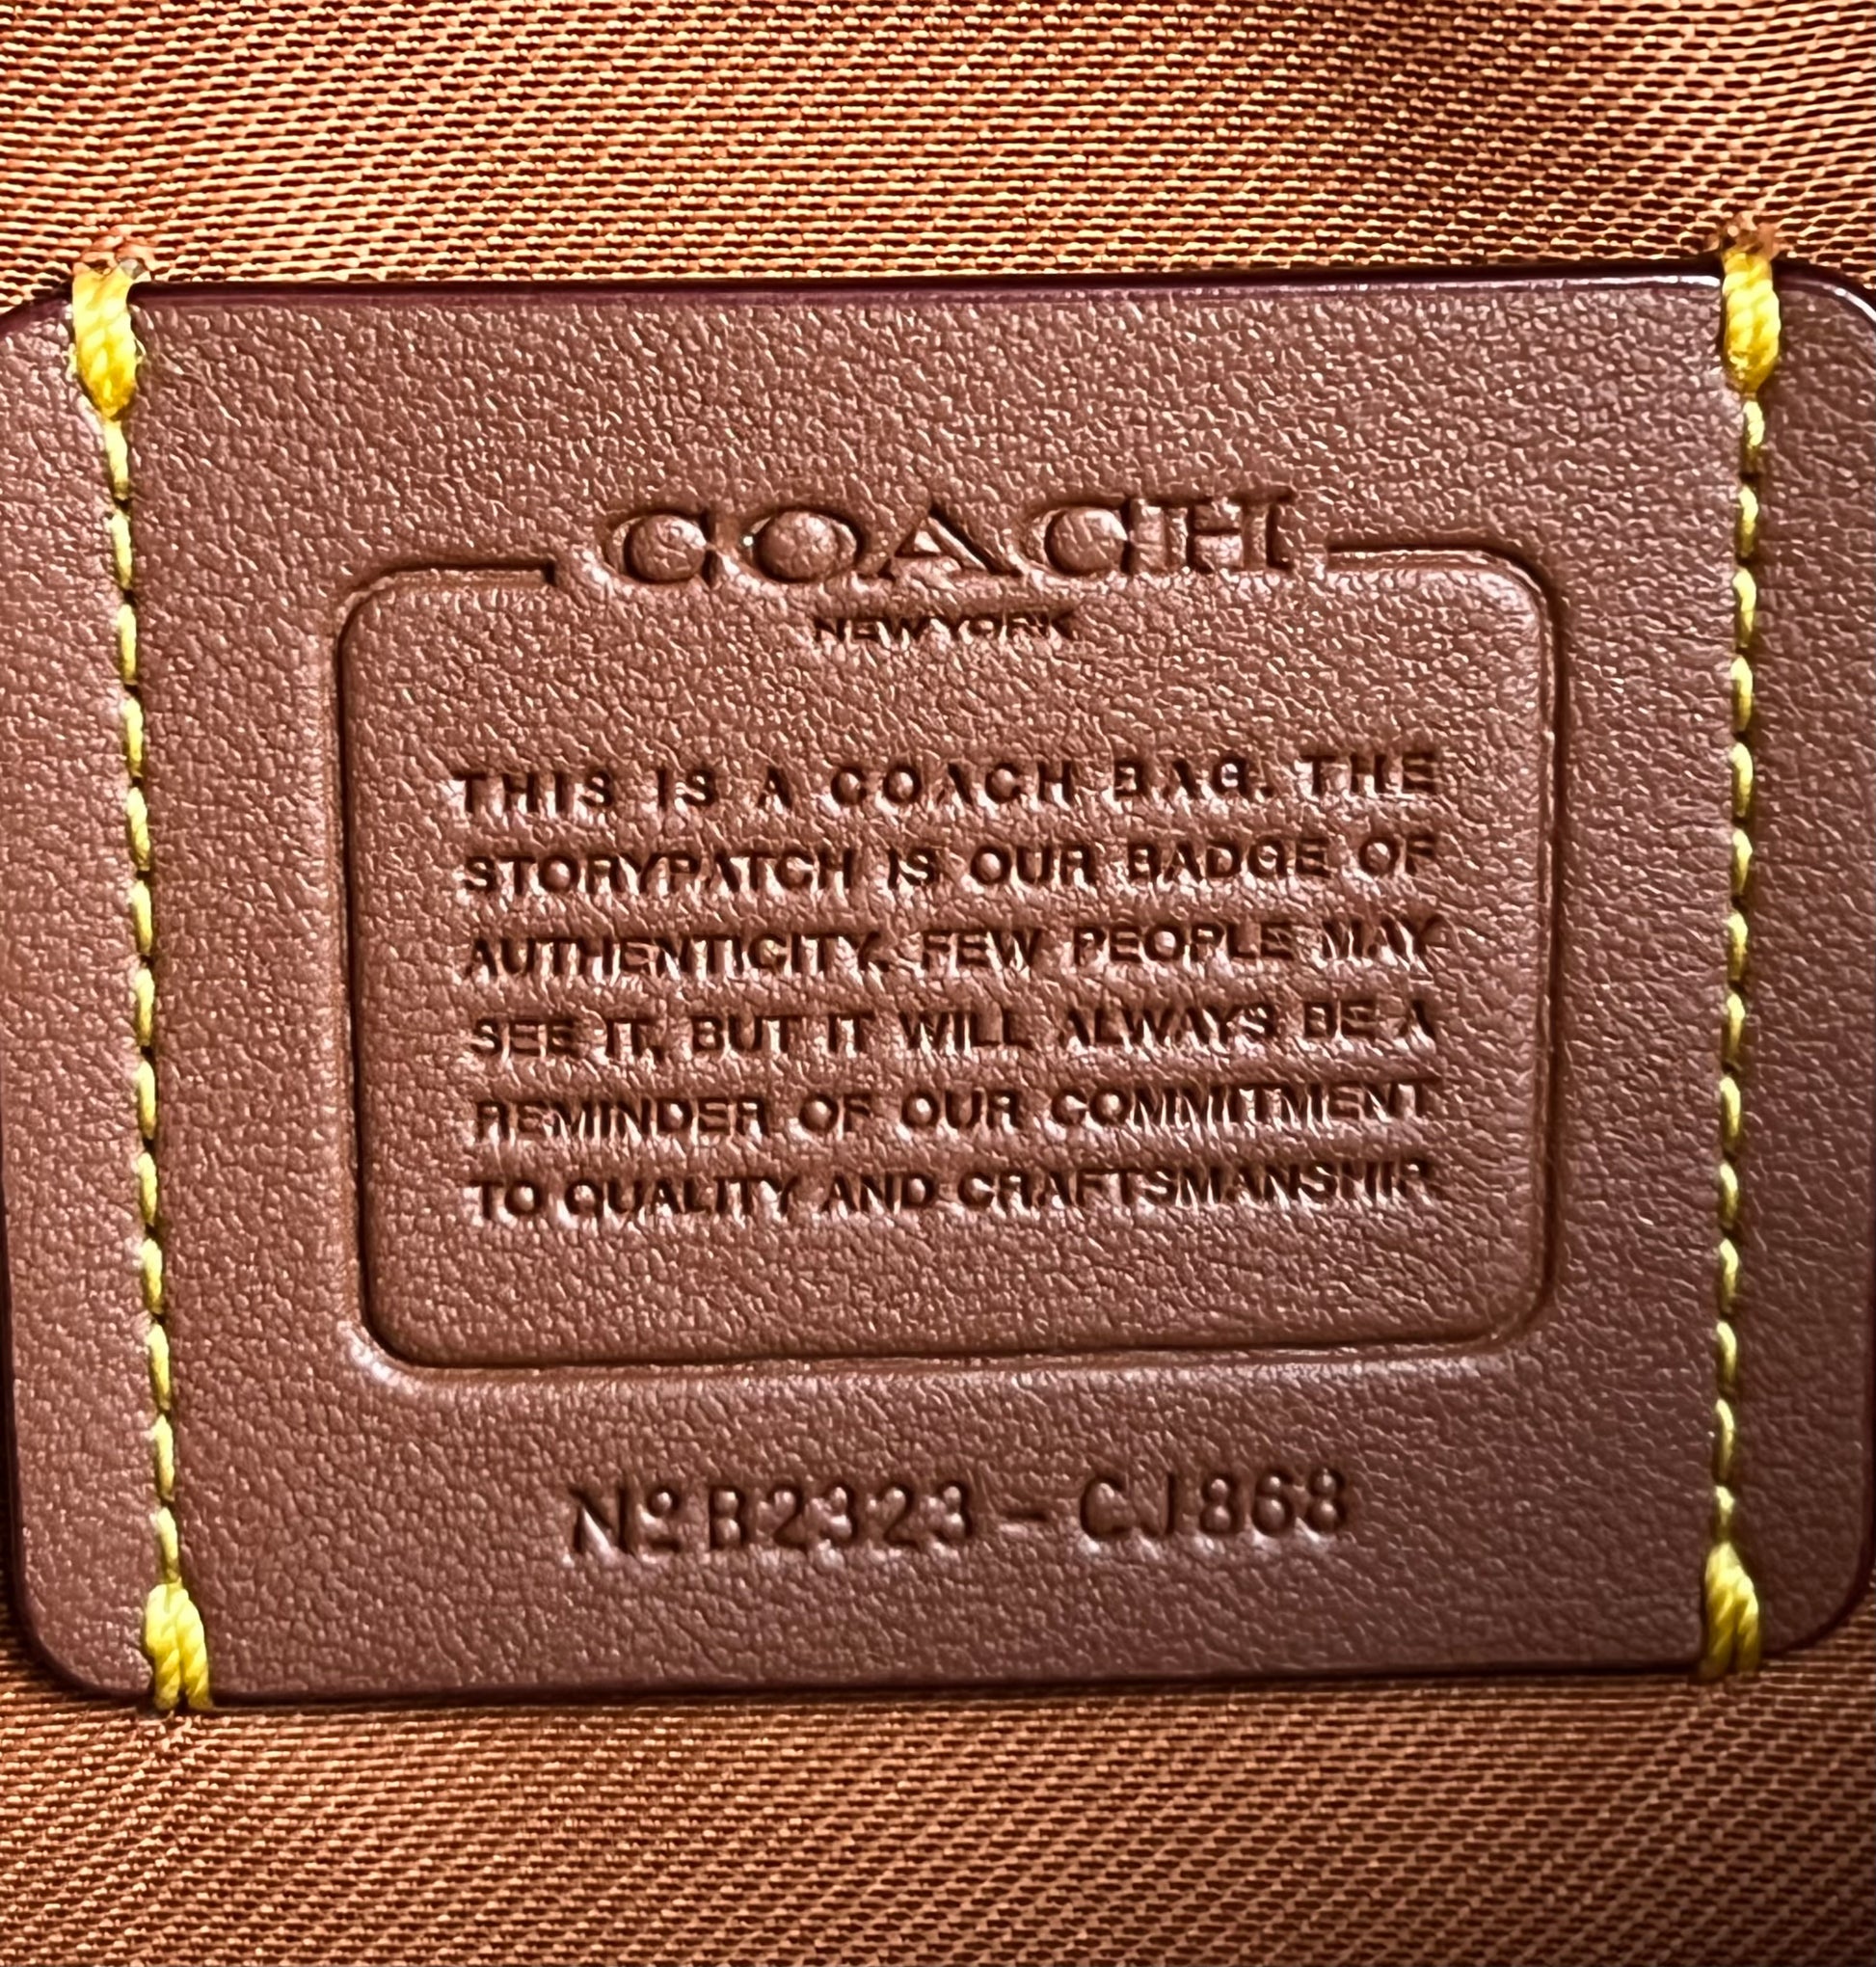 COACH
NEW YORK
THIS IS A COACH BAG. THE
STORYPATCH IS OUR BADGE OF
AUTHENTICITY. FEW PEOPLE MAY
SEE IT, BUT IT WILL ALWAYS BE A
REMINDER OF OUR COMMITMENT
TO QUALITY AND CRAFTSMANSHIP.
Nº B2323-CJ868